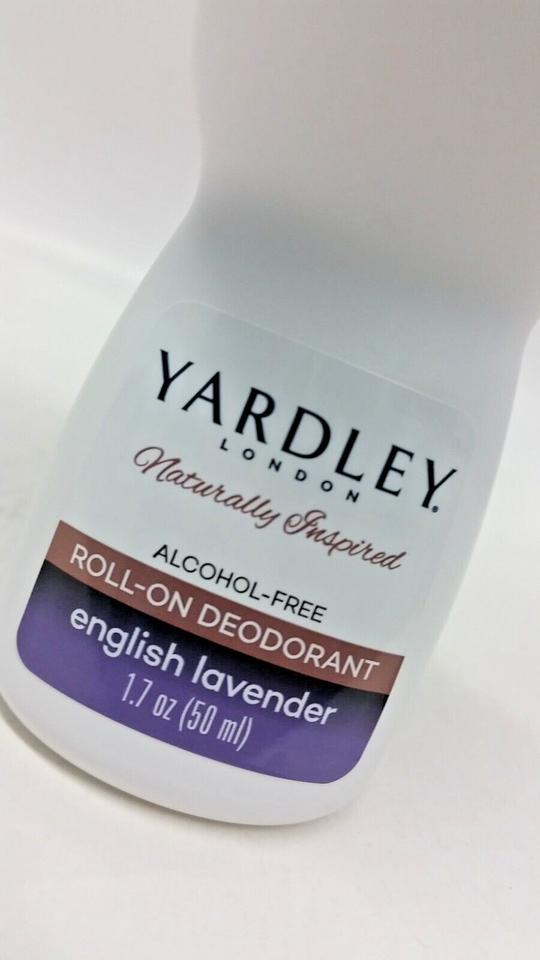 YARDLEY®
LONDON
Naturally Inspired
ALCOHOL-FREE
ROLL-ON DEODORANT
english lavender
1.7 oz (50 ml)